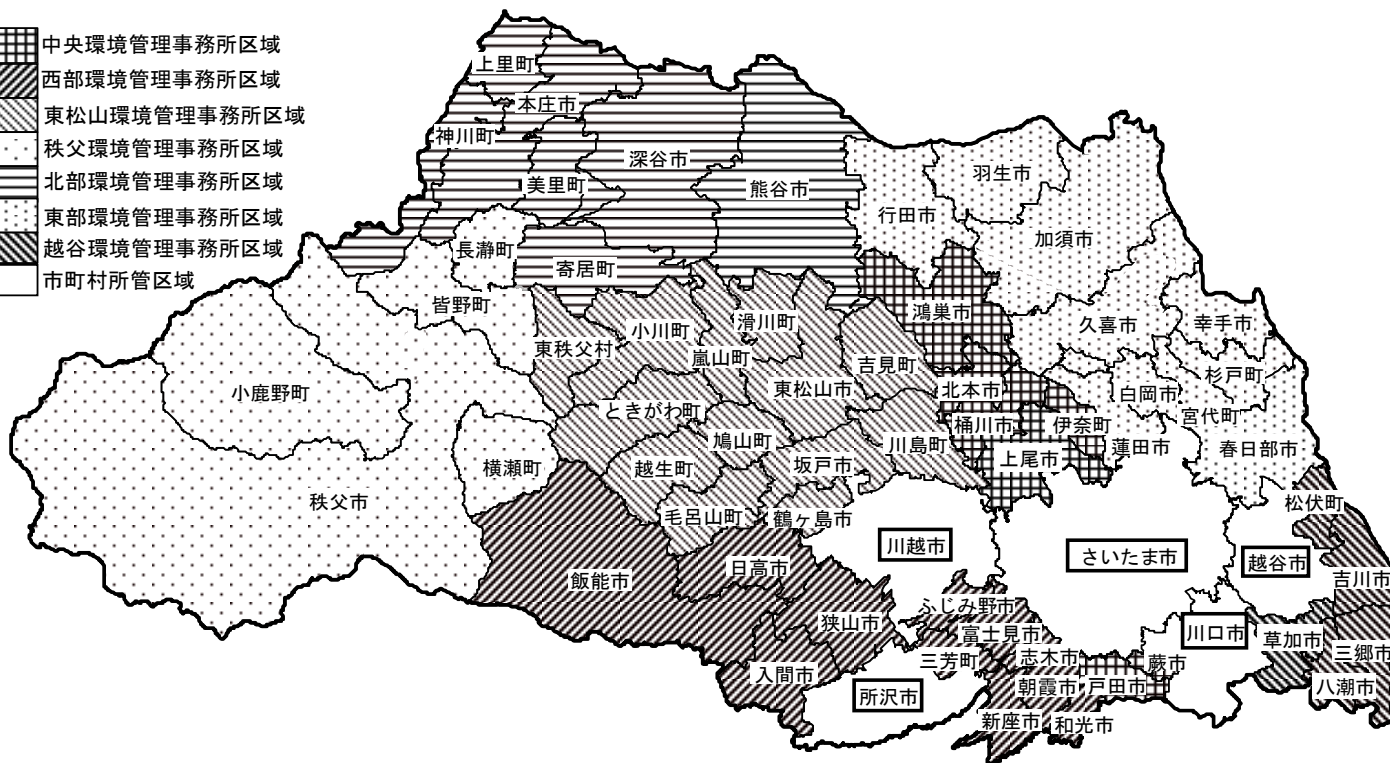 中央環境管理事務所区域
西部環境管理事務所区域
東松山環境管理事務所区域
秩父環境管理事務所区域
北部環境管理事務所区域
東部環境管理事務所区域
越谷環境管理事務所区域
市町村所管区域
上里町
本庄市
神川町
深谷市
美里町
熊谷市
羽生市
行田市
加須市
長瀞町
寄居町
皆野町
鴻巣市
久喜市
幸手市
小川町
滑川町
東秩父村
嵐山町
吉見町
杉戸町
小鹿野町
東松山市
北本市
白岡市
宮代町
ときがわ町
桶川市
伊奈町
鳩山町
川島町
蓮田市
春日部市
横瀬町
越生町
坂戸市
上尾市
秩父市
松伏町
毛呂山町
鶴ヶ島市
川越市
さいたま市
越谷市
飯能市
日高市
吉川市
ふじみ野市
狭山市
富士見市
川口市
草加市
三芳町
志木市
蕨市
三郷市
入間市
朝霞市
戸田市
八潮市
所沢市
新座市
和光市